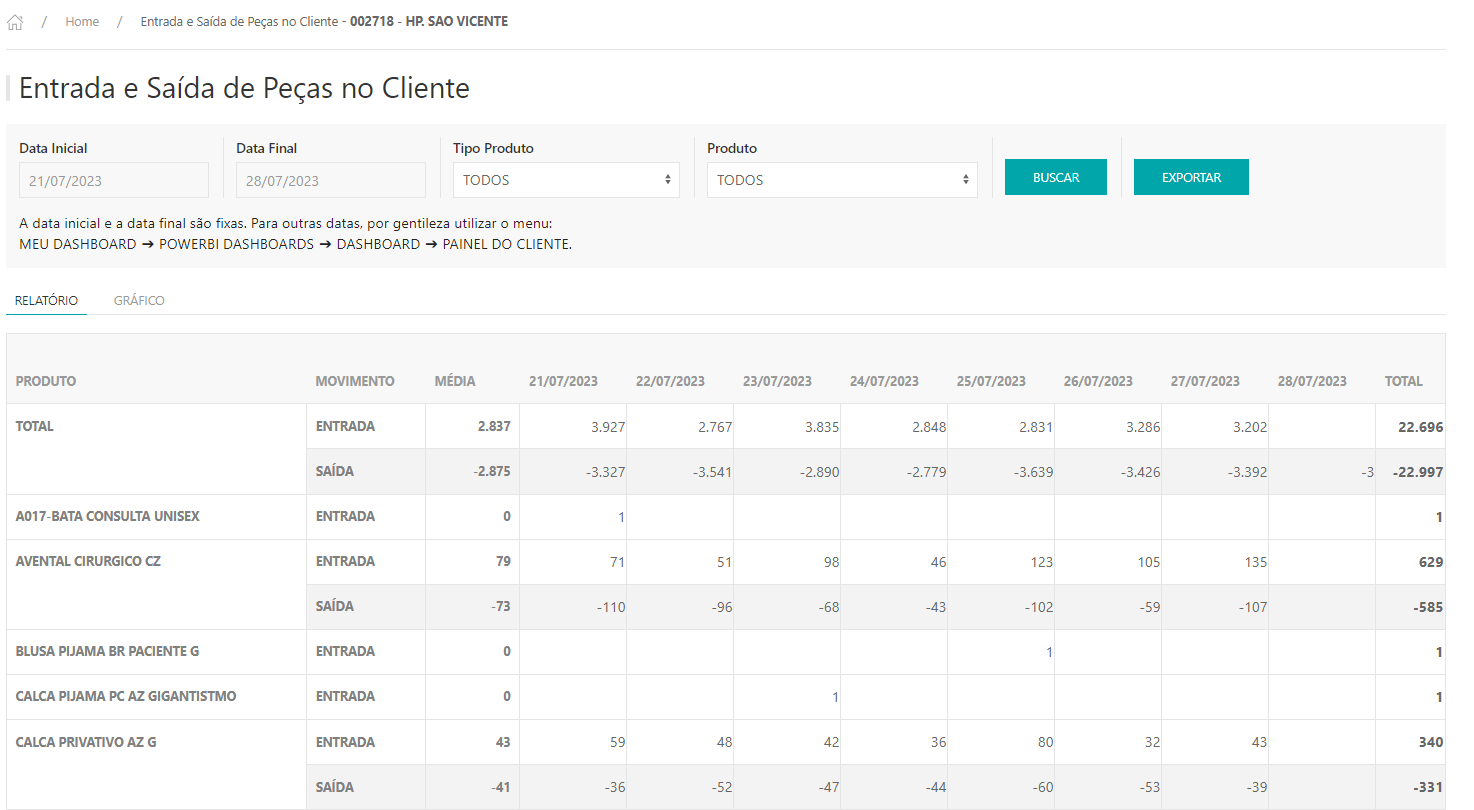 / Home / Entrada e Saída de Peças no Cliente - 002718 - HP. SAO VICENTE
Entrada e Saída de Peças no Cliente
Data Inicial Data Final Tipo Produto Produto
21/07/2023 28/07/2023 TODOS TODOS BUSCAR EXPORTAR
A data inicial e a data final são fixas. Para outras datas, por gentileza utilizar o menu:
MEU DASHBOARD ➔ POWERBI DASHBOARDS ➔ DASHBOARD ➔ PAINEL DO CLIENTE.
RELATÓRIO GRÁFICO
PRODUTO MOVIMENTO MÉDIA 21/07/2023 22/07/2023 23/07/2023 24/07/2023 25/07/2023 26/07/2023 27/07/2023 28/07/2023 TOTAL
TOTAL ENTRADA 2.837 3.927 2.767 3.835 2.848 2.831 3.286 3.202 22.696
SAÍDA -2.875 -3.327 -3.541 -2.890 -2.779 -3.639 -3.426 -3.392 -3 -22.997
A017-BATA CONSULTA UNISEX ENTRADA 0 1 1
AVENTAL CIRURGICO CZ ENTRADA 79 71 51 98 46 123 105 135 629
SAÍDA -73 -110 -96 -68 -43 -102 -59 -107 -585
BLUSA PIJAMA BR PACIENTE G ENTRADA 0 1 1
CALCA PIJAMA PC AZ GIGANTISTMO ENTRADA 0 1 1
CALCA PRIVATIVO AZ G ENTRADA 43 59 48 42 36 80 32 43 340
SAÍDA -41 -36 -52 -47 -44 -60 -53 -39 -331